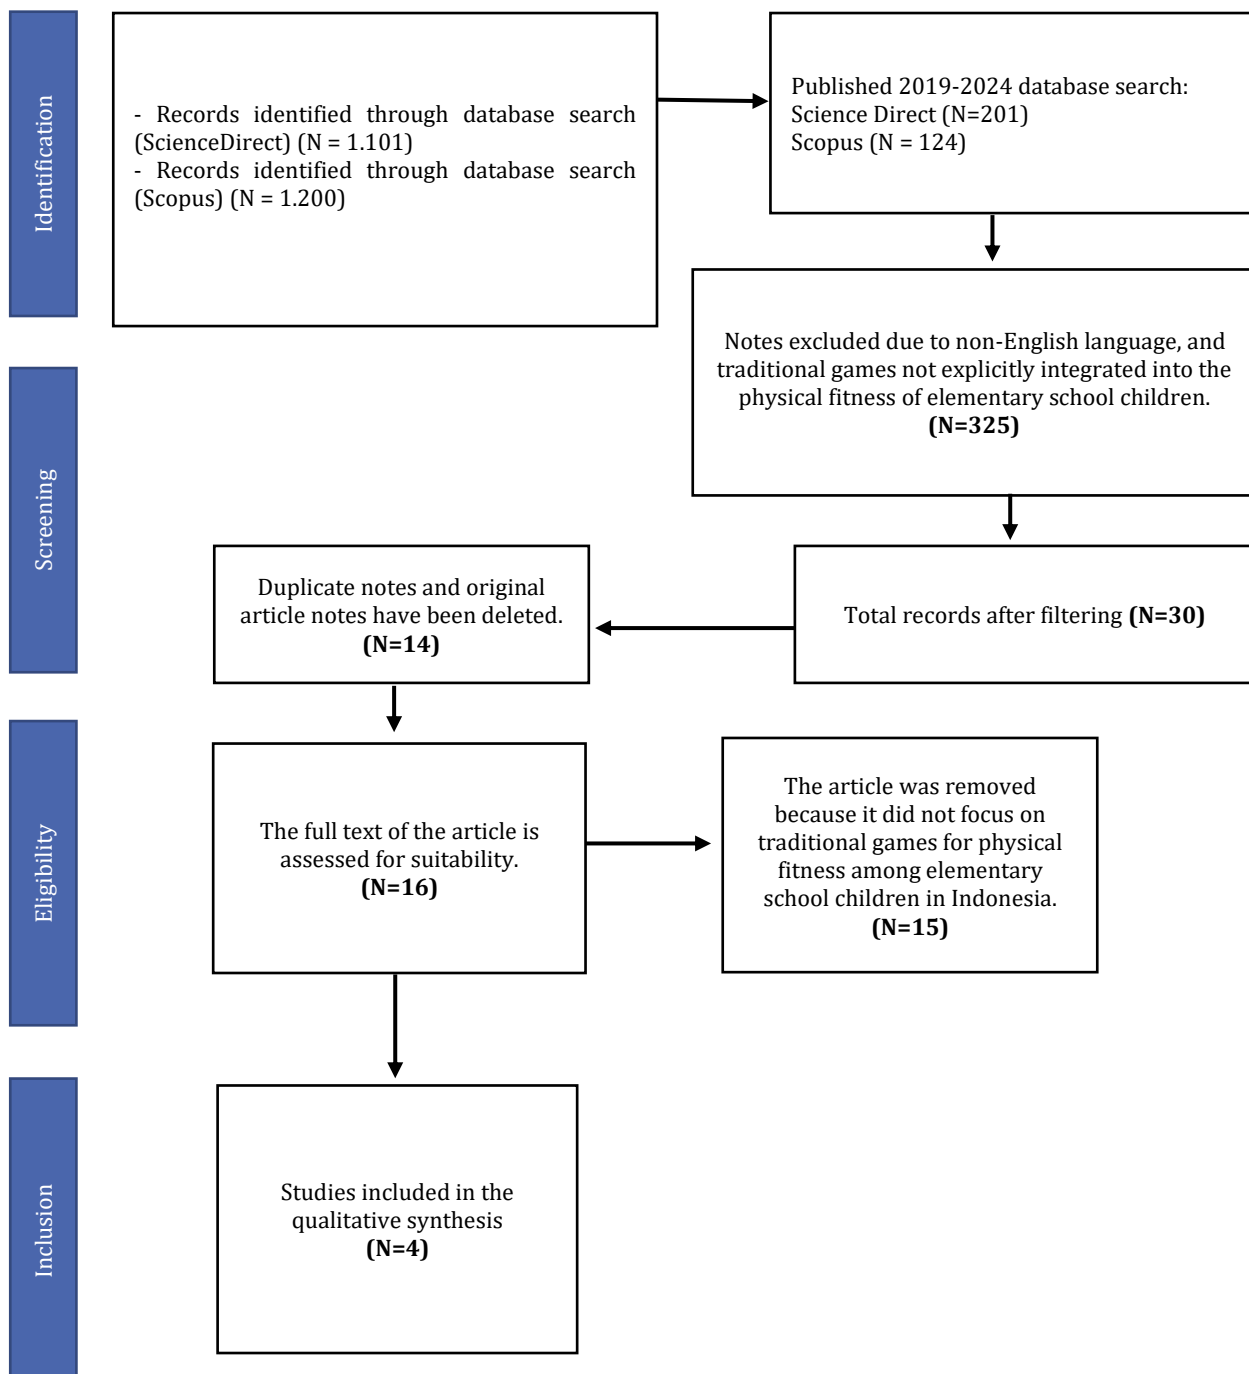 Identification
- Records identified through database search
(ScienceDirect) (N = 1.101)
- Records identified through database search
(Scopus) (N = 1.200)
Published 2019-2024 database search:
Science Direct (N=201)
Scopus (N = 124)
Notes excluded due to non-English language, and
traditional games not explicitly integrated into the
physical fitness of elementary school children.
(N=325)
Screening
Total records after filtering (N=30)
Duplicate notes and original
article notes have been deleted.
(N=14)
Eligibility
The full text of the article is
assessed for suitability.
(N=16)
The article was removed
because it did not focus on
traditional games for physical
fitness among elementary
school children in Indonesia.
(N=15)
Inclusion
Studies included in the
qualitative synthesis
(N=4)